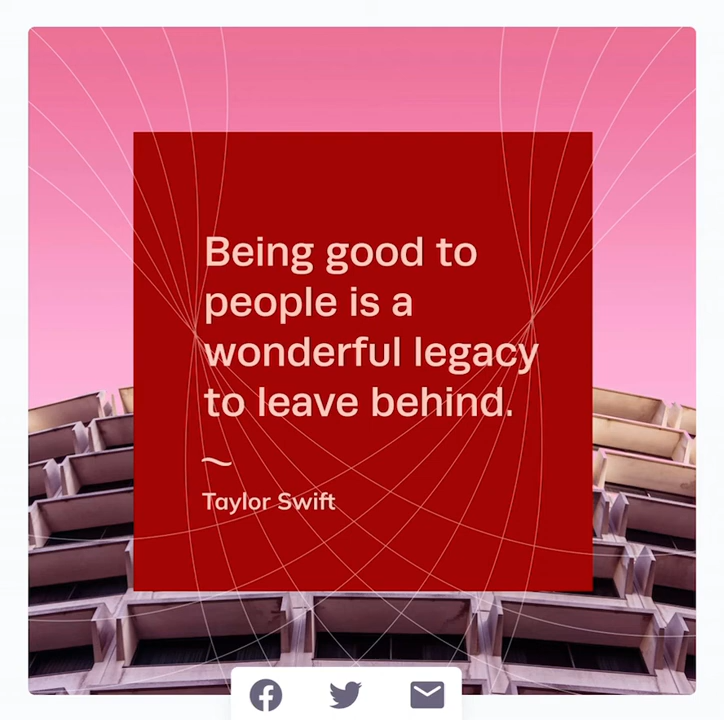 Being good to
people is a
wonderful legacy
to leave behind.
~
Taylor Swift